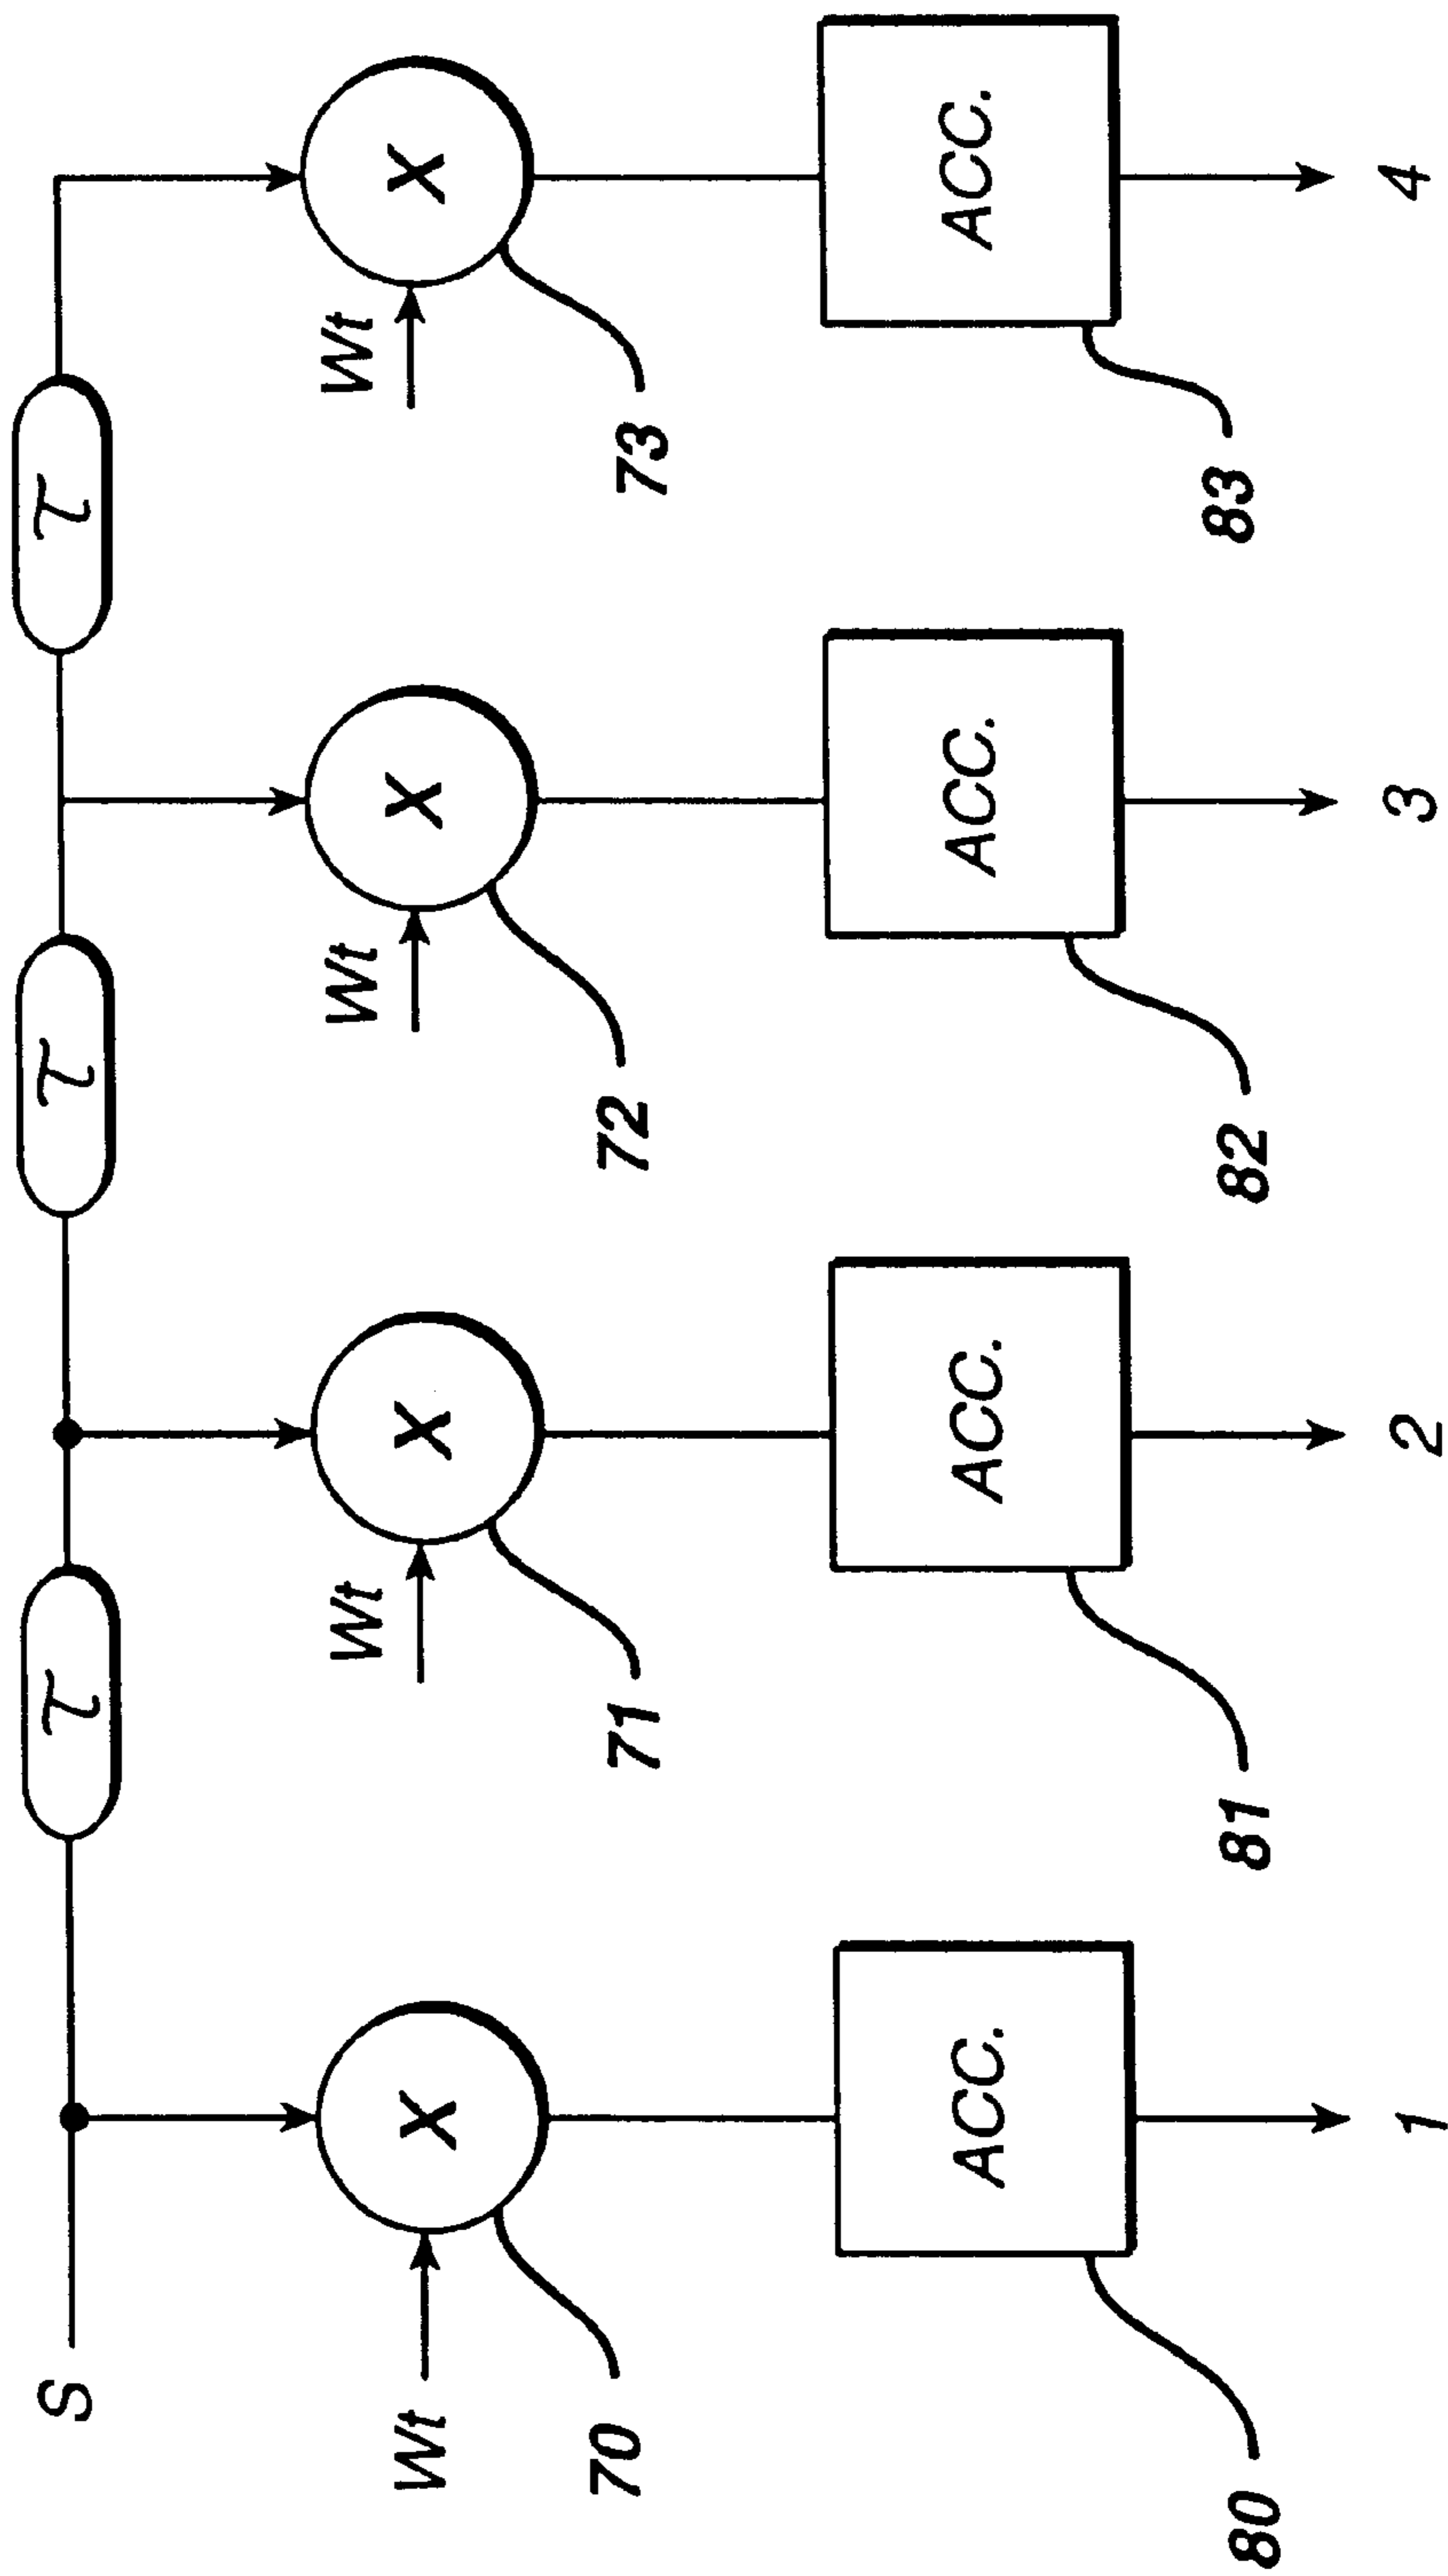 S
τ τ τ
Wt X Wt X Wt X Wt X
70 71 72 73
ACC. ACC. ACC. ACC.
80 81 82 83
1 2 3 4